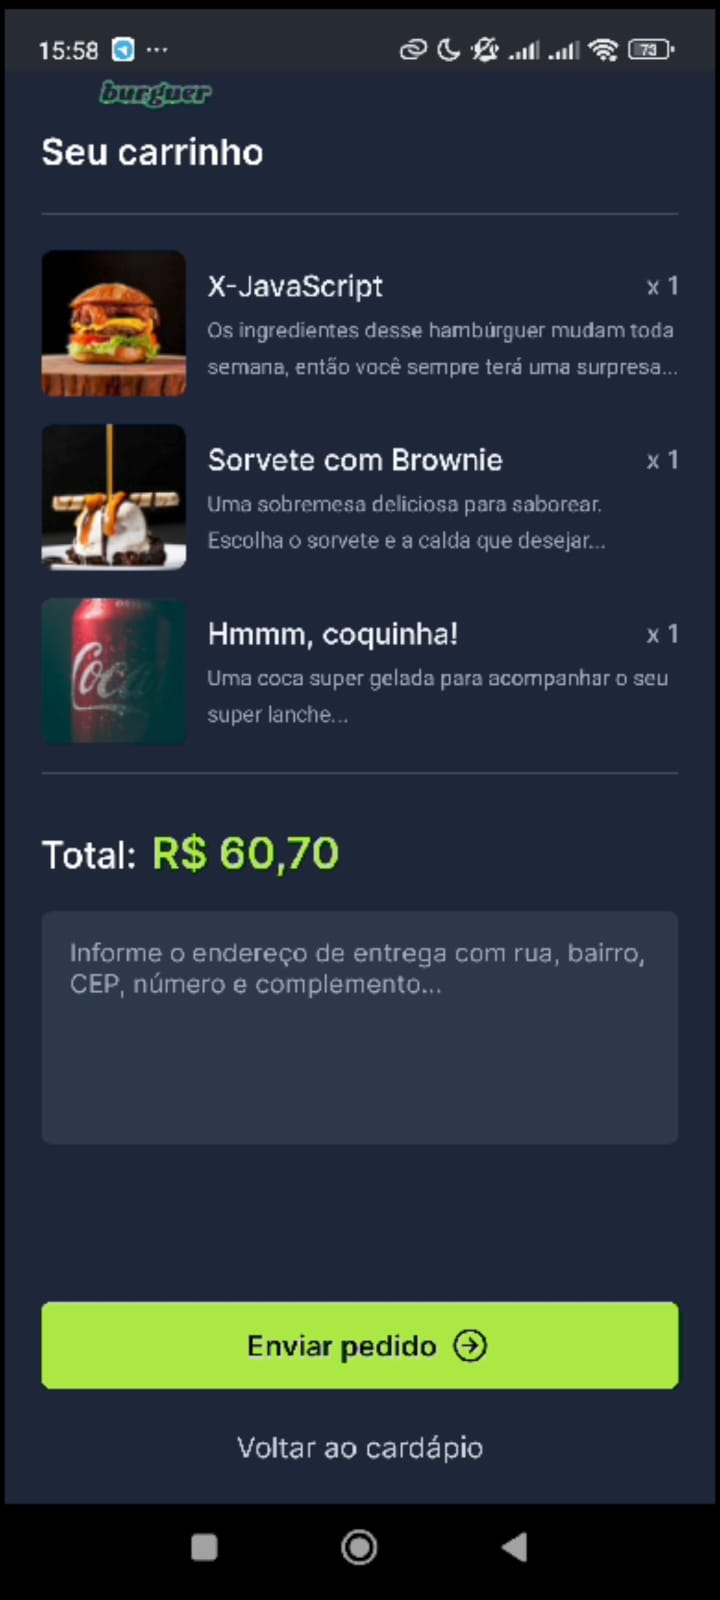 15:58
73
burguer
Seu carrinho
X-JavaScript
x 1
Os ingredientes desse hambúrguer mudam toda
semana, então você sempre terá uma surpresa...
Sorvete com Brownie
x 1
Uma sobremesa deliciosa para saborear.
Escolha o sorvete e a calda que desejar...
Coca
Hmmm, coquinha!
x 1
Uma coca super gelada para acompanhar o seu
super lanche...
Total: R$ 60,70
Informe o endereço de entrega com rua, bairro,
CEP, número e complemento...
Enviar pedido
Voltar ao cardápio